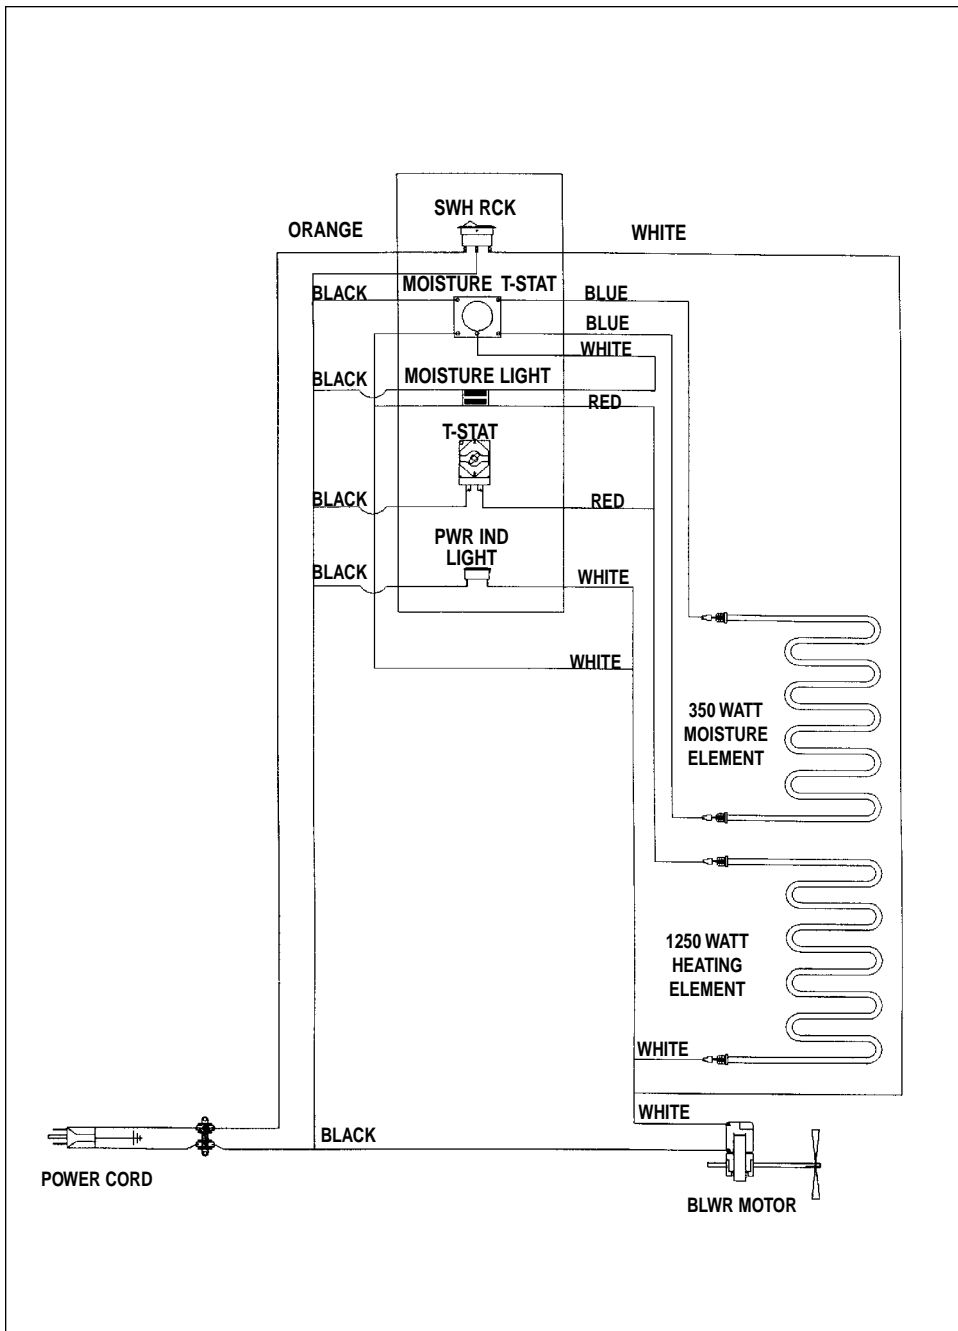 SWH RCK
ORANGE
WHITE
MOISTURE T-STAT
BLACK
BLUE
BLUE
WHITE
MOISTURE LIGHT
BLACK
RED
T-STAT
BLACK
RED
PWR IND
LIGHT
BLACK
WHITE
WHITE
350 WATT
MOISTURE
ELEMENT
1250 WATT
HEATING
ELEMENT
WHITE
WHITE
BLACK
POWER CORD
BLWR MOTOR